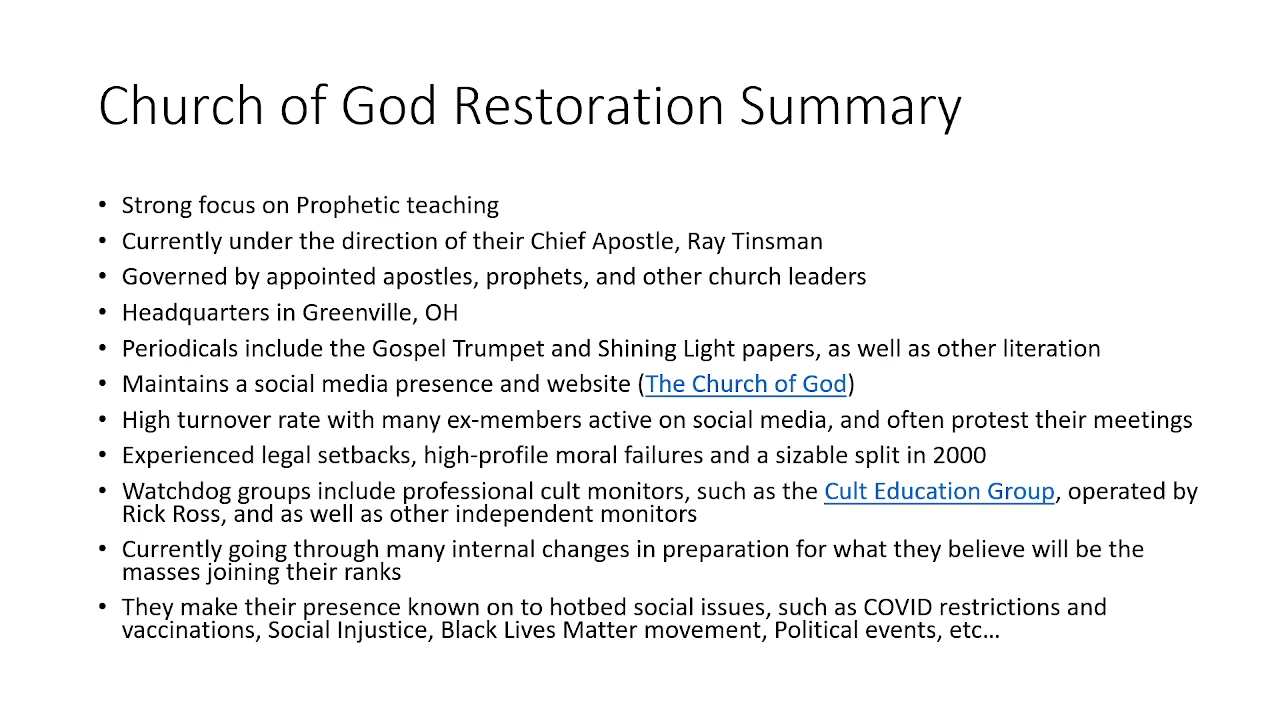 Church of God Restoration Summary
• Strong focus on Prophetic teaching
• Currently under the direction of their Chief Apostle, Ray Tinsman
• Governed by appointed apostles, prophets, and other church leaders
• Headquarters in Greenville, OH
• Periodicals include the Gospel Trumpet and Shining Light papers, as well as other literation
• Maintains a social media presence and website (The Church of God)
• High turnover rate with many ex-members active on social media, and often protest their meetings
• Experienced legal setbacks, high-profile moral failures and a sizable split in 2000
• Watchdog groups include professional cult monitors, such as the Cult Education Group, operated by
Rick Ross, and as well as other independent monitors
• Currently going through many internal changes in preparation for what they believe will be the
masses joining their ranks
• They make their presence known on to hotbed social issues, such as COVID restrictions and
vaccinations, Social Injustice, Black Lives Matter movement, Political events, etc…